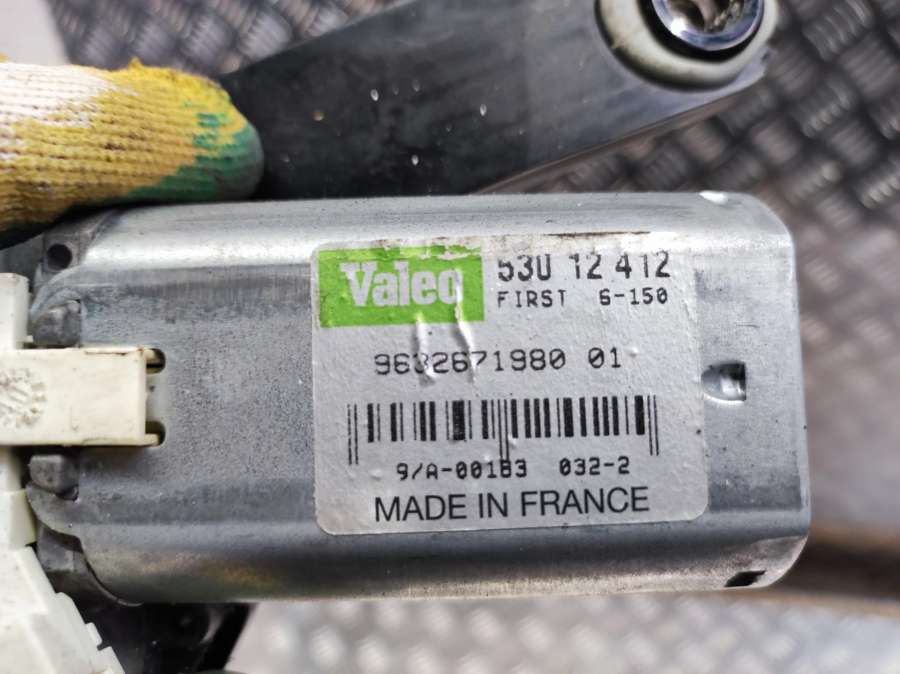 Valeo
530 12 412
FIRST 6-150
9632671980 01
9/A-00183 032-2
MADE IN FRANCE